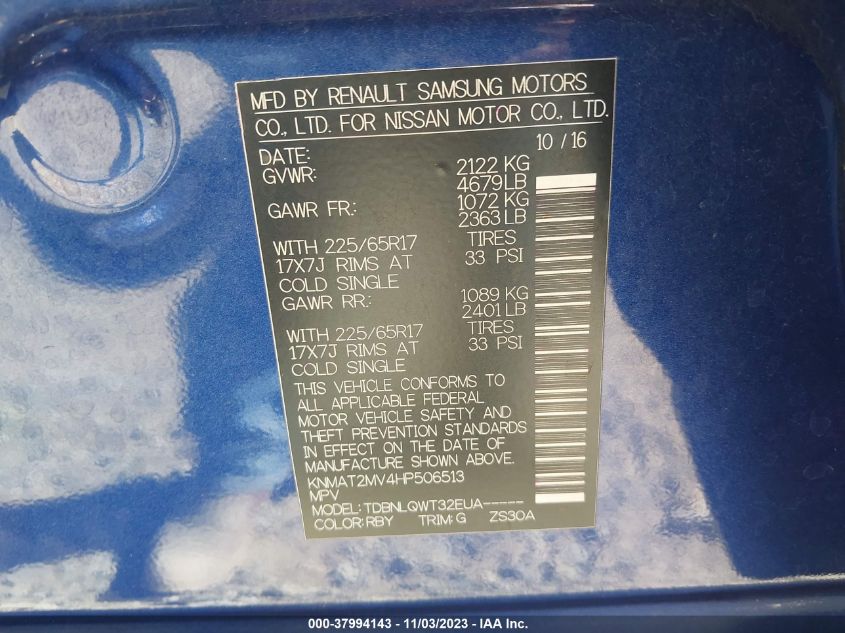 MFD BY RENAULT SAMSUNG MOTORS
CO., LTD. FOR NISSAN MOTOR CO., LTD.
DATE: 10 / 16
GVWR: 2122 KG
4679 LB
GAWR FR.: 1072 KG
2363 LB
WITH 225/65R17 TIRES
17X7J RIMS AT 33 PSI
COLD SINGLE
GAWR RR.: 1089 KG
2401 LB
WITH 225/65R17 TIRES
17X7J RIMS AT 33 PSI
COLD SINGLE
THIS VEHICLE CONFORMS TO
ALL APPLICABLE FEDERAL
MOTOR VEHICLE SAFETY AND
THEFT PREVENTION STANDARDS
IN EFFECT ON THE DATE OF
MANUFACTURE SHOWN ABOVE.
KNMAT2MV4HP506513
MPV
MODEL: TDBNLQWT32EUA-----
COLOR: RBY TRIM: G ZS30A
000-37994143 - 11/03/2023 - IAA Inc.